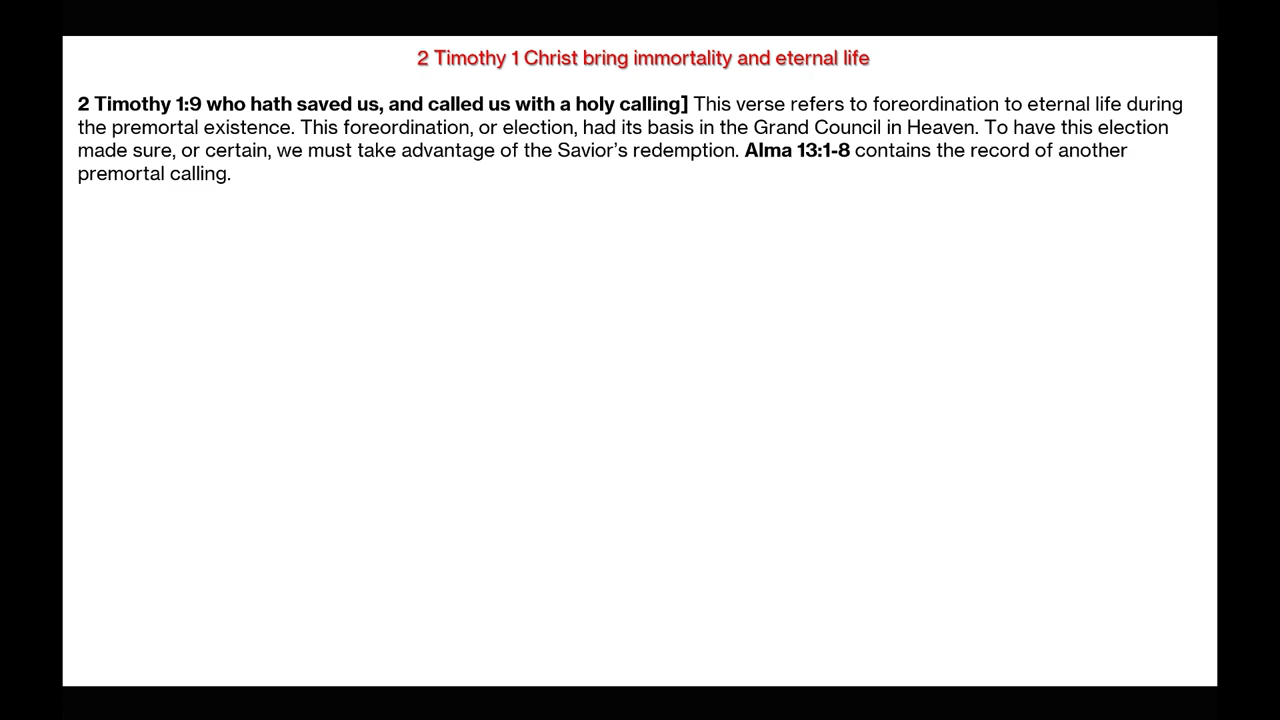 2 Timothy 1 Christ bring immortality and eternal life
2 Timothy 1:9 who hath saved us, and called us with a holy calling] This verse refers to foreordination to eternal life during
the premortal existence. This foreordination, or election, had its basis in the Grand Council in Heaven. To have this election
made sure, or certain, we must take advantage of the Savior’s redemption. Alma 13:1-8 contains the record of another
premortal calling.